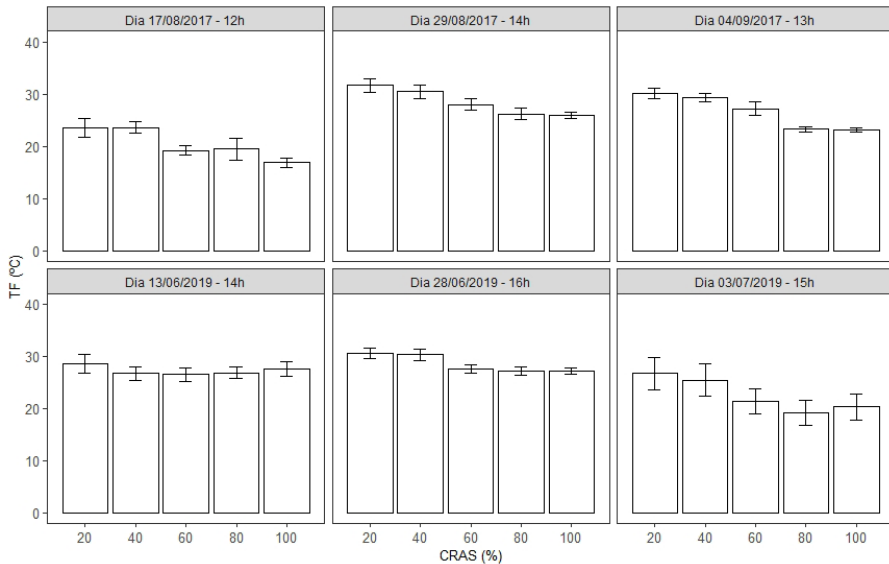 Dia 17/08/2017 - 12h
Dia 29/08/2017 - 14h
Dia 04/09/2017 - 13h
40
30
20
10
0
TF (ºC)
Dia 13/06/2019 - 14h
Dia 28/06/2019 - 16h
Dia 03/07/2019 - 15h
40
30
20
10
0
20 40 60 80 100
20 40 60 80 100
20 40 60 80 100
CRAS (%)